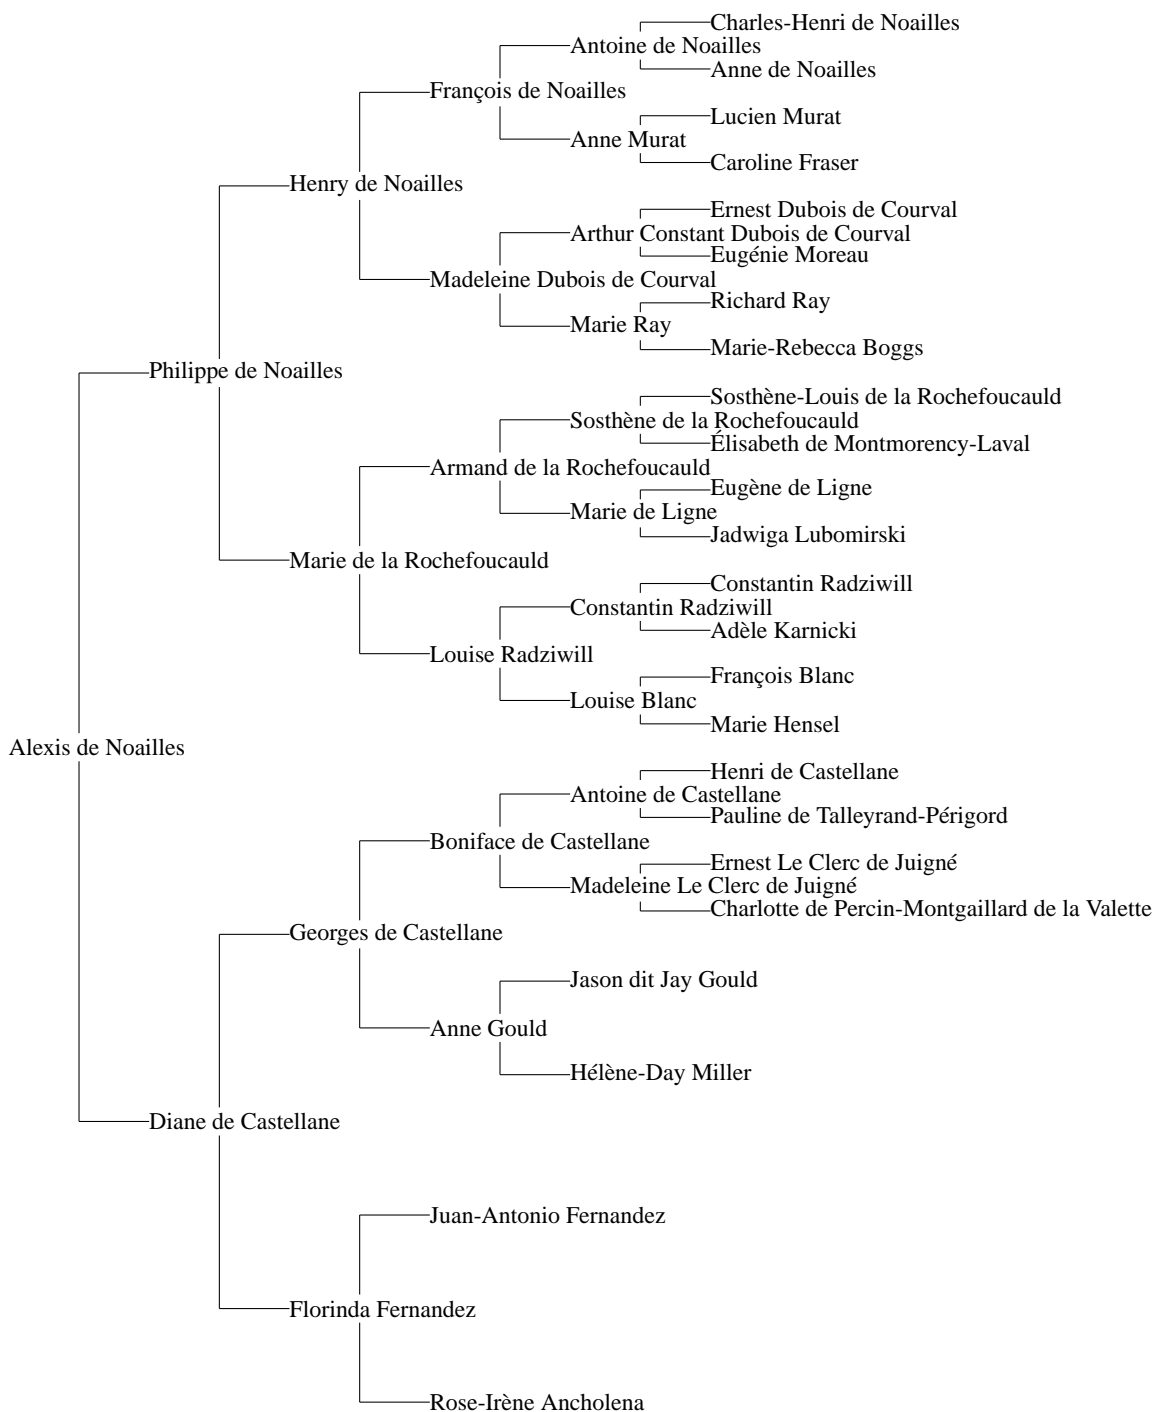 Charles-Henri de Noailles
Antoine de Noailles
Anne de Noailles
François de Noailles
Lucien Murat
Anne Murat
Caroline Fraser
Henry de Noailles
Ernest Dubois de Courval
Arthur Constant Dubois de Courval
Eugénie Moreau
Madeleine Dubois de Courval
Richard Ray
Marie Ray
Marie-Rebecca Boggs
Philippe de Noailles
Sosthène-Louis de la Rochefoucauld
Sosthène de la Rochefoucauld
Élisabeth de Montmorency-Laval
Armand de la Rochefoucauld
Eugène de Ligne
Marie de Ligne
Jadwiga Lubomirski
Marie de la Rochefoucauld
Constantin Radziwill
Constantin Radziwill
Adèle Karnicki
Louise Radziwill
François Blanc
Louise Blanc
Marie Hensel
Alexis de Noailles
Henri de Castellane
Antoine de Castellane
Pauline de Talleyrand-Périgord
Boniface de Castellane
Ernest Le Clerc de Juigné
Madeleine Le Clerc de Juigné
Charlotte de Percin-Montgaillard de la Valette
Georges de Castellane
Jason dit Jay Gould
Anne Gould
Hélène-Day Miller
Diane de Castellane
Juan-Antonio Fernandez
Florinda Fernandez
Rose-Irène Ancholena